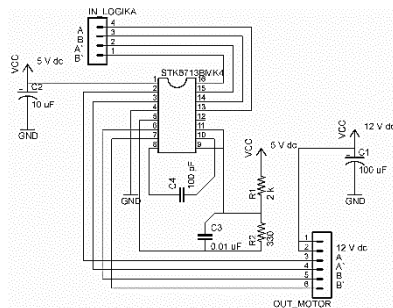 IN_LOGIKA
A 4
B 3
A` 2
B` 1
VCC
5 V dc
C2
10 uF
GND
1 16
2 15
3 14
4 13
5 12
6 11
7 10
8 9
GND
C4
100 pF
C3
0.01 uF
VCC
5 V dc
R1
2 k
R2
330
VCC
12 V dc
C1
100 uF
GND
1
2 12 V dc
3 A
4 A`
5 B
6 B`
OUT_MOTOR